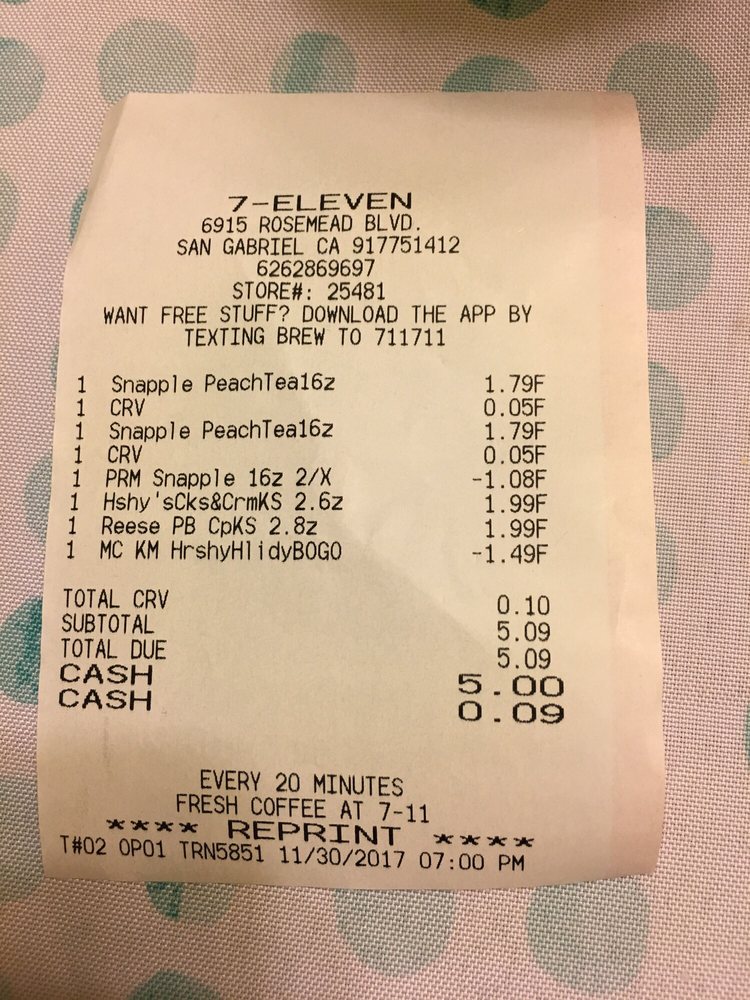 7-ELEVEN
6915 ROSEMEAD BLVD.
SAN GABRIEL CA 917751412
6262869697
STORE#: 25481
WANT FREE STUFF? DOWNLOAD THE APP BY
TEXTING BREW TO 711711
1 Snapple PeachTea16z 1.79F
1 CRV 0.05F
1 Snapple PeachTea16z 1.79F
1 CRV 0.05F
1 PRM Snapple 16z 2/X -1.08F
1 Hshy'sCks&CrmKS 2.6z 1.99F
1 Reese PB CpKS 2.8z 1.99F
1 MC KM HrshyHlidyBOGO -1.49F
TOTAL CRV 0.10
SUBTOTAL 5.09
TOTAL DUE 5.09
CASH 5.00
CASH 0.09
EVERY 20 MINUTES
FRESH COFFEE AT 7-11
**** REPRINT ****
T#02 OP01 TRN5851 11/30/2017 07:00 PM